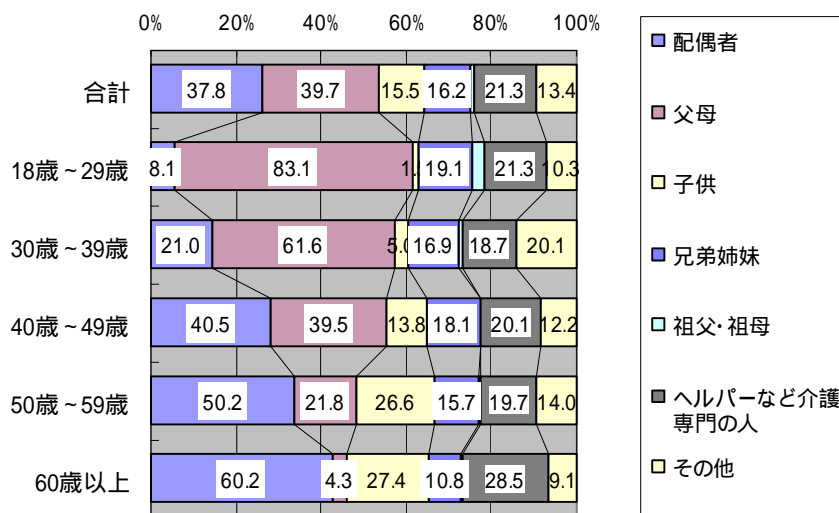 0% 20% 40% 60% 80% 100%
合計 37.8 39.7 15.5 16.2 21.3 13.4
18歳~29歳 8.1 83.1 19.1 21.3 10.3
30歳~39歳 21.0 61.6 5.0 16.9 18.7 20.1
40歳~49歳 40.5 39.5 13.8 18.1 20.1 12.2
50歳~59歳 50.2 21.8 26.6 15.7 19.7 14.0
60歳以上 60.2 4.3 27.4 10.8 28.5 9.1
配偶者
父母
子供
兄弟姉妹
祖父・祖母
ヘルパーなど介護
専門の人
その他